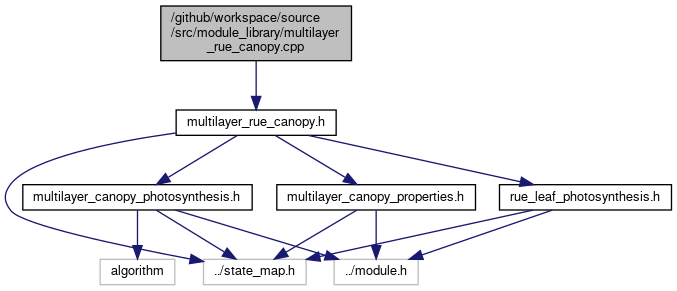 /github/workspace/source
/src/module_library/multilayer
_rue_canopy.cpp
multilayer_rue_canopy.h
multilayer_canopy_photosynthesis.h
multilayer_canopy_properties.h
rue_leaf_photosynthesis.h
algorithm
../state_map.h
../module.h